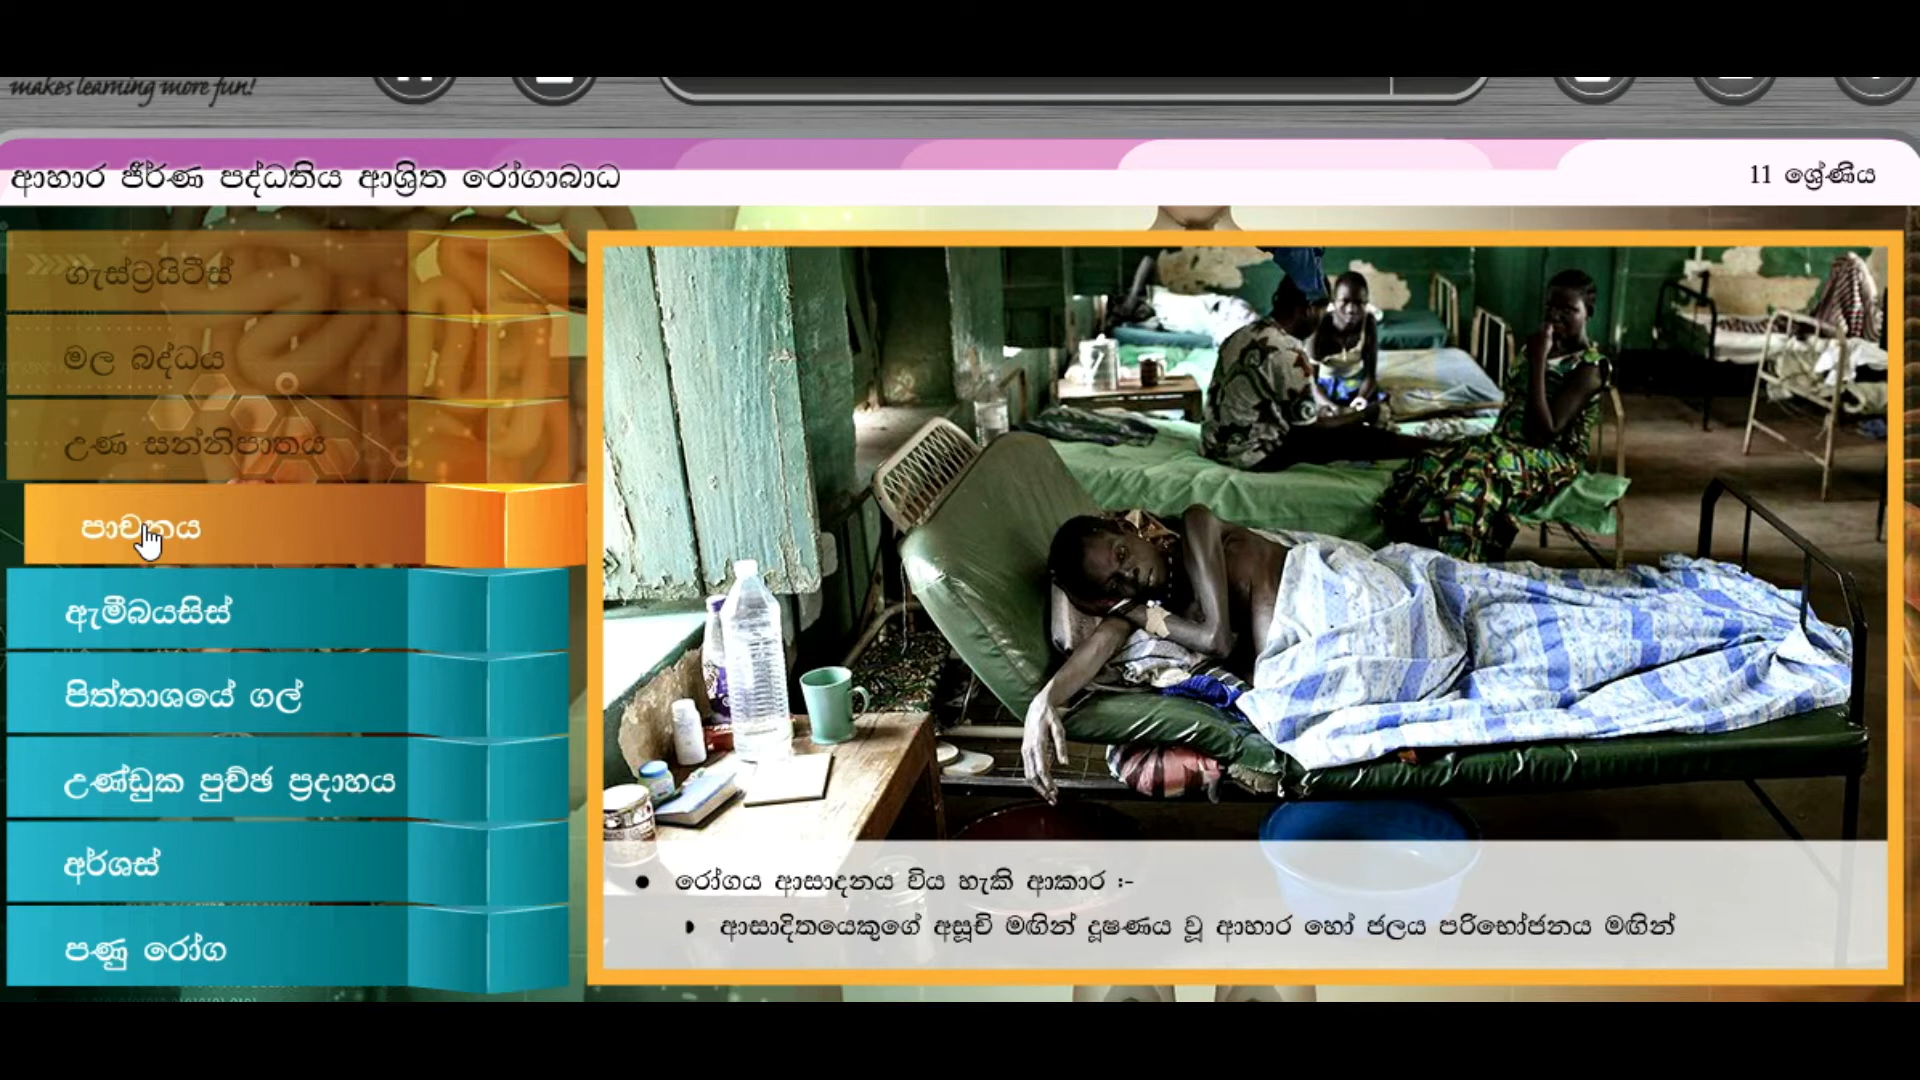 makes learning more fun!
ආහාර ජීර්ණ පද්ධතිය ආශ්‍රිත රෝගාබාධ
11 ශ්‍රේණිය
ගැස්ට්‍රයිටීස්
මල බද්ධය
උණ සන්නිපාතය
පාචනය
ඇමීබයසිස්
පිත්තාශයේ ගල්
උණ්ඩුක පුච්ඡ ප්‍රදාහය
අර්ශස්
පණු රෝග
• රෝගය ආසාදනය විය හැකි ආකාර :-
ආසාදිතයෙකුගේ අසූචි මඟින් දූෂණය වූ ආහාර හෝ ජලය පරිභෝජනය මඟින්